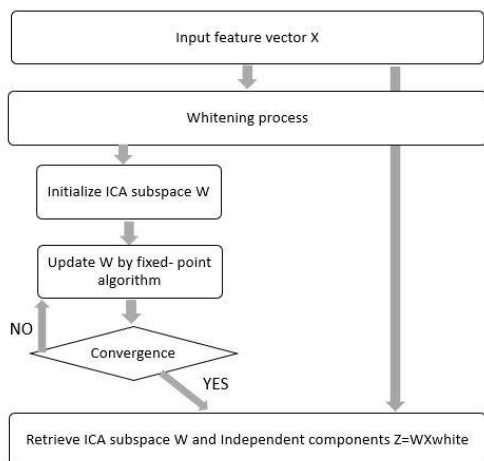 Input feature vector X
Whitening process
Initialize ICA subspace W
Update W by fixed- point
algorithm
NO
Convergence
YES
Retrieve ICA subspace W and Independent components Z=WXwhite